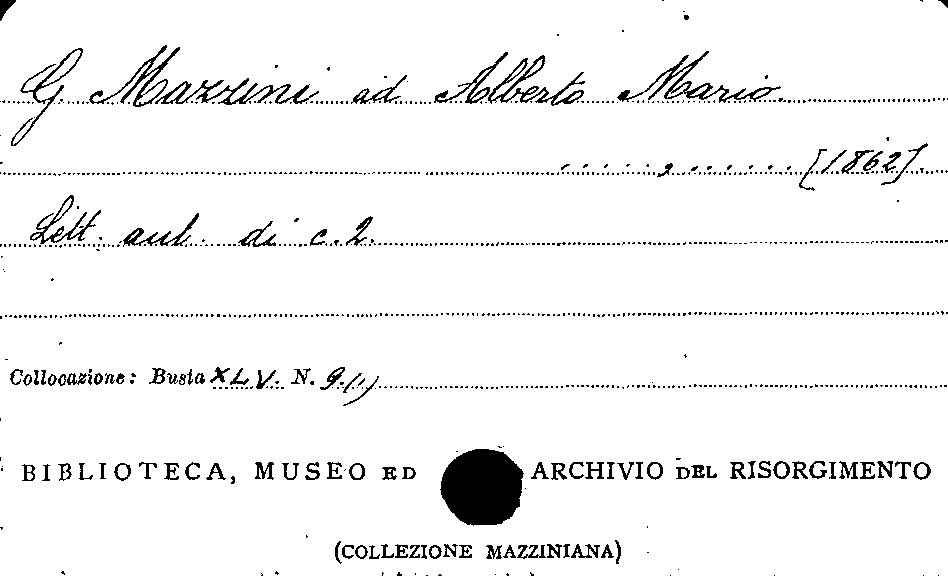 G. Mazzini ad Alberto Mario.
....., ...... [1862].
Lett. aut. di c. 2.
Collocazione: Busta XLV. N. 9.(1)
BIBLIOTECA, MUSEO ED ARCHIVIO DEL RISORGIMENTO
(COLLEZIONE MAZZINIANA)